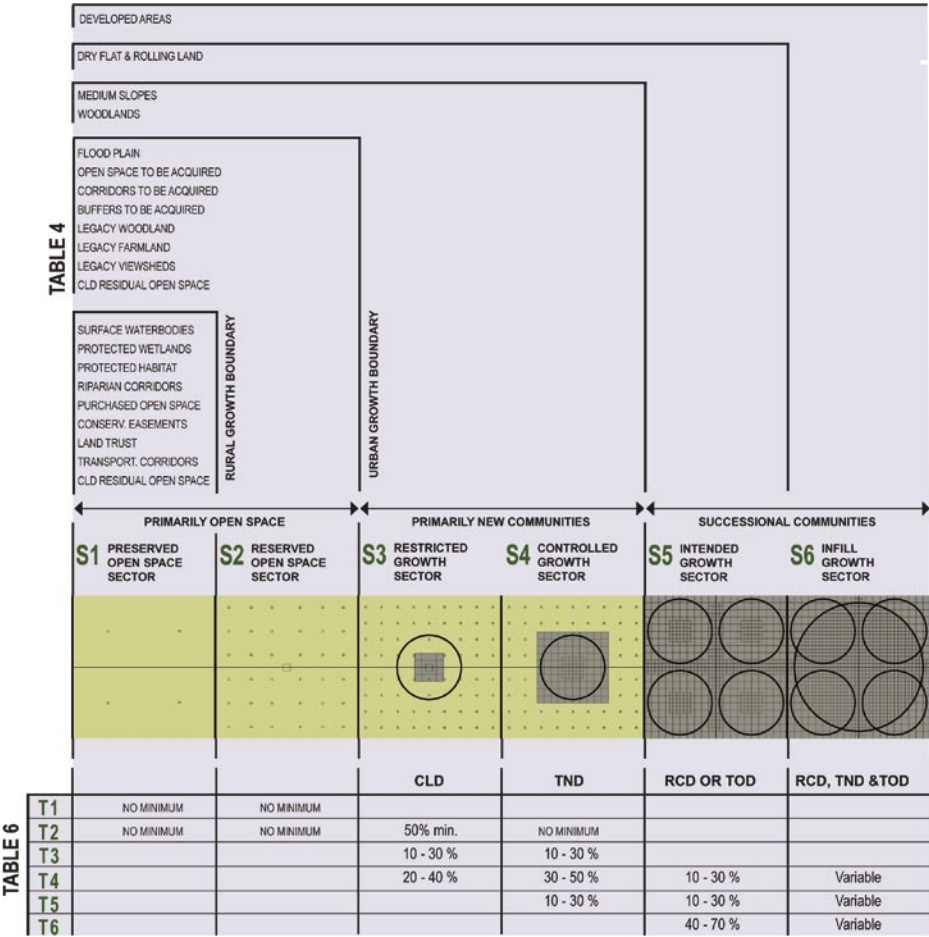 DEVELOPED AREAS
DRY FLAT & ROLLING LAND
MEDIUM SLOPES
WOODLANDS
FLOOD PLAIN
OPEN SPACE TO BE ACQUIRED
CORRIDORS TO BE ACQUIRED
BUFFERS TO BE ACQUIRED
LEGACY WOODLAND
LEGACY FARMLAND
LEGACY VIEWSHEDS
CLD RESIDUAL OPEN SPACE
TABLE 4
SURFACE WATERBODIES
PROTECTED WETLANDS
PROTECTED HABITAT
RIPARIAN CORRIDORS
PURCHASED OPEN SPACE
CONSERV. EASEMENTS
LAND TRUST
TRANSPORT. CORRIDORS
CLD RESIDUAL OPEN SPACE
RURAL GROWTH BOUNDARY
URBAN GROWTH BOUNDARY
PRIMARILY OPEN SPACE
PRIMARILY NEW COMMUNITIES
SUCCESSIONAL COMMUNITIES
S1 PRESERVED
OPEN SPACE
SECTOR
S2 RESERVED
OPEN SPACE
SECTOR
S3 RESTRICTED
GROWTH
SECTOR
S4 CONTROLLED
GROWTH
SECTOR
S5 INTENDED
GROWTH
SECTOR
S6 INFILL
GROWTH
SECTOR
CLD TND RCD OR TOD RCD, TND &TOD
TABLE 6
T1 NO MINIMUM NO MINIMUM
T2 NO MINIMUM NO MINIMUM 50% min. NO MINIMUM
T3 10 - 30 % 10 - 30 %
T4 20 - 40 % 30 - 50 % 10 - 30 % Variable
T5 10 - 30 % 10 - 30 % Variable
T6 40 - 70 % Variable